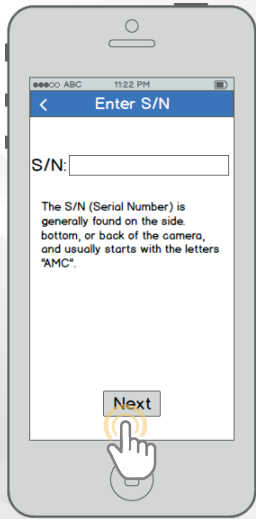 ABC 11:22 PM
< Enter S/N
S/N:
The S/N (Serial Number) is
generally found on the side.
bottom, or back of the camera,
and usually starts with the letters
"AMC".
Next